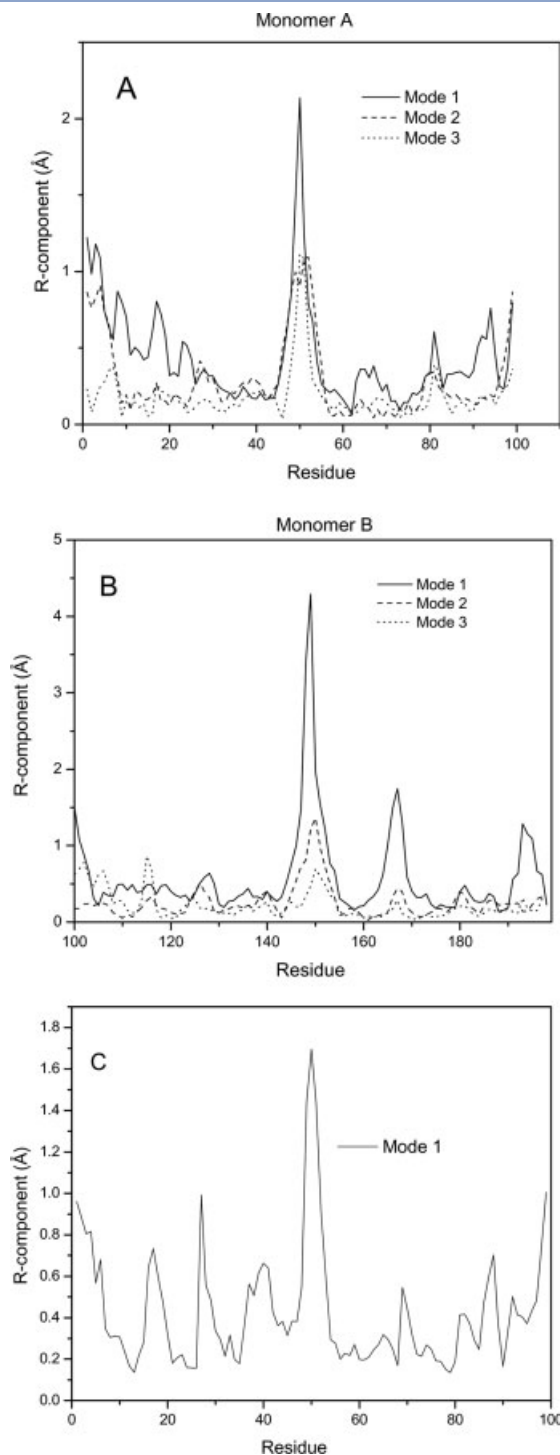 Monomer A
A
Mode 1
Mode 2
Mode 3
R-component (Å)
2
1
0
0 20 40 60 80 100
Residue
Monomer B
B
Mode 1
Mode 2
Mode 3
R-component (Å)
5
4
3
2
1
0
100 120 140 160 180
Residue
C
Mode 1
R-component (Å)
1.8
1.6
1.4
1.2
1.0
0.8
0.6
0.4
0.2
0.0
0 20 40 60 80 100
Residue